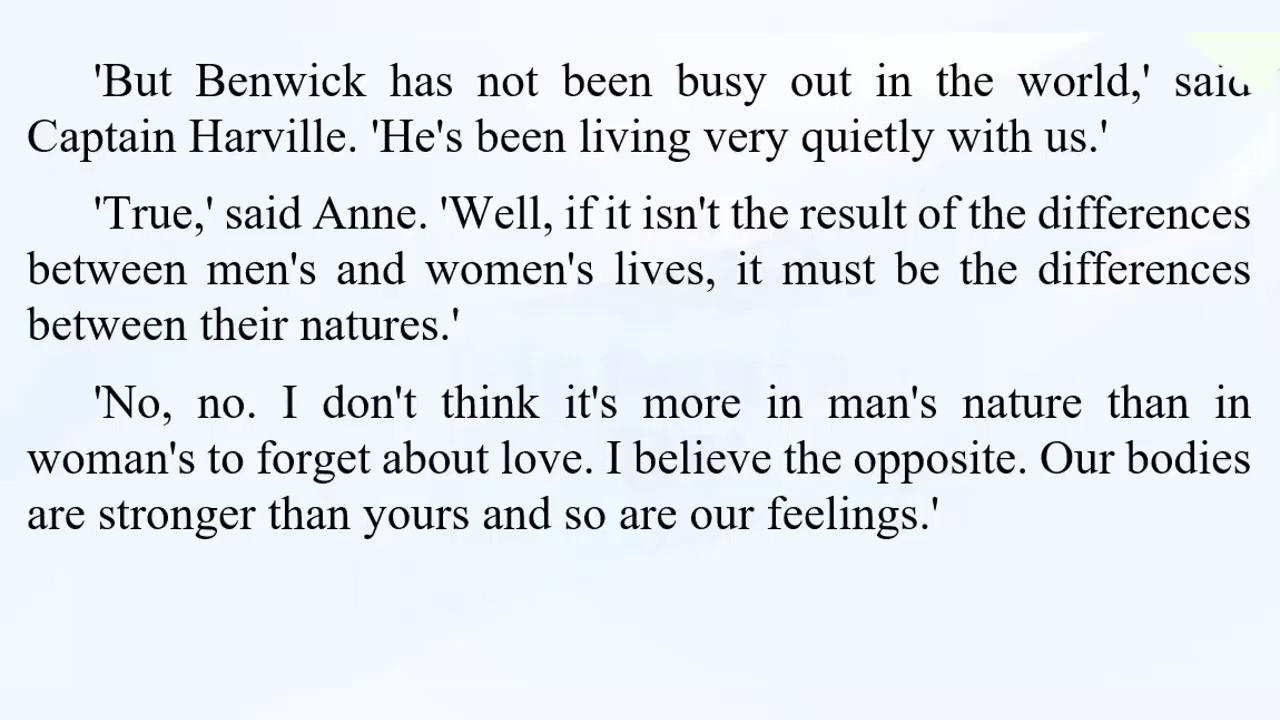 'But Benwick has not been busy out in the world,' said
Captain Harville. 'He's been living very quietly with us.'
'True,' said Anne. 'Well, if it isn't the result of the differences
between men's and women's lives, it must be the differences
between their natures.'
'No, no. I don't think it's more in man's nature than in
woman's to forget about love. I believe the opposite. Our bodies
are stronger than yours and so are our feelings.'